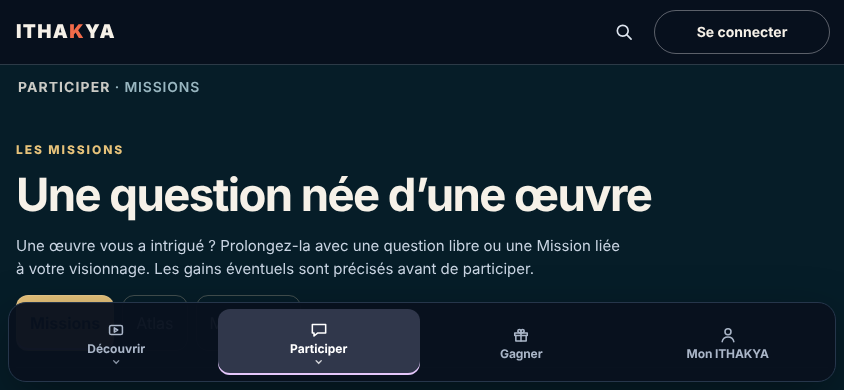 ITHAKYA
Se connecter
PARTICIPER · MISSIONS
LES MISSIONS
Une question née d’une œuvre
Une œuvre vous a intrigué ? Prolongez-la avec une question libre ou une Mission liée
à votre visionnage. Les gains éventuels sont précisés avant de participer.
Missions
Atlas
Découvrir
Participer
Gagner
Mon ITHAKYA